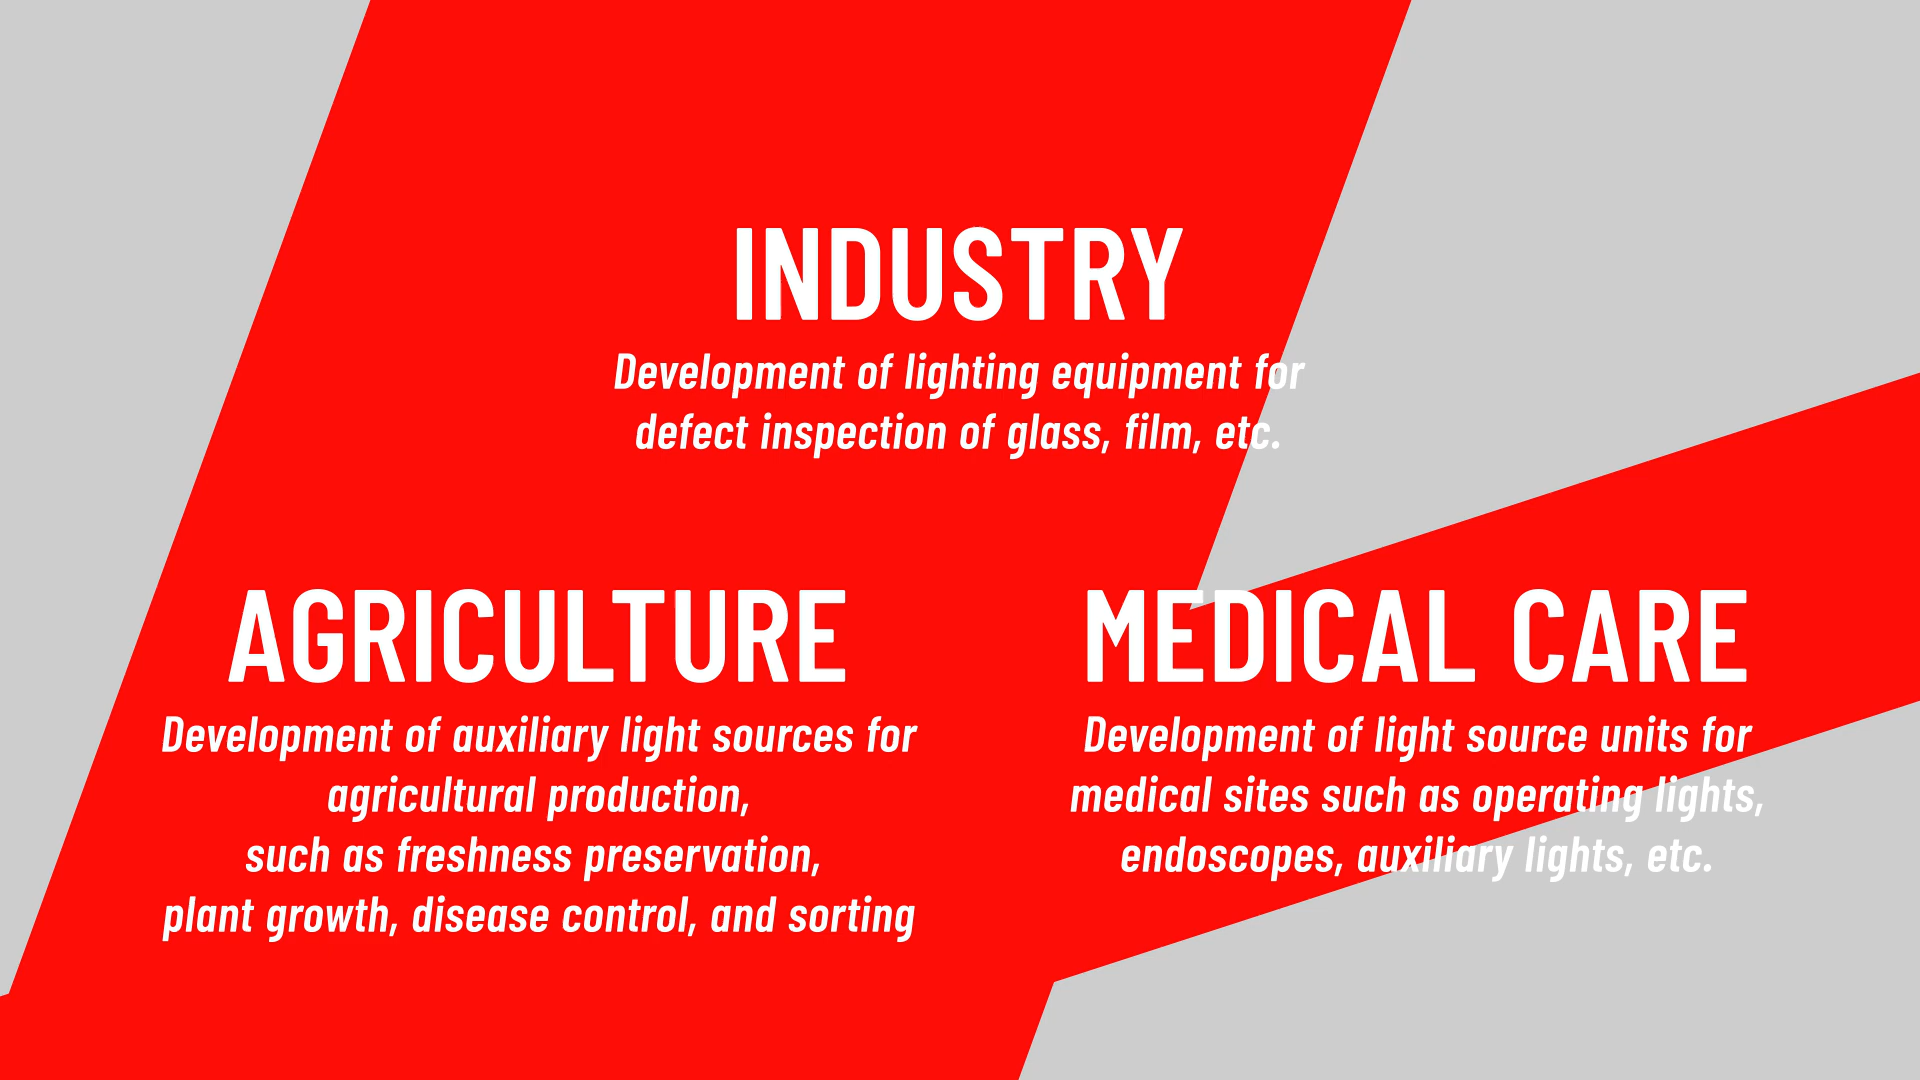 INDUSTRY
Development of lighting equipment for
defect inspection of glass, film, etc.
AGRICULTURE
Development of auxiliary light sources for
agricultural production,
such as freshness preservation,
plant growth, disease control, and sorting
MEDICAL CARE
Development of light source units for
medical sites such as operating lights,
endoscopes, auxiliary lights, etc.